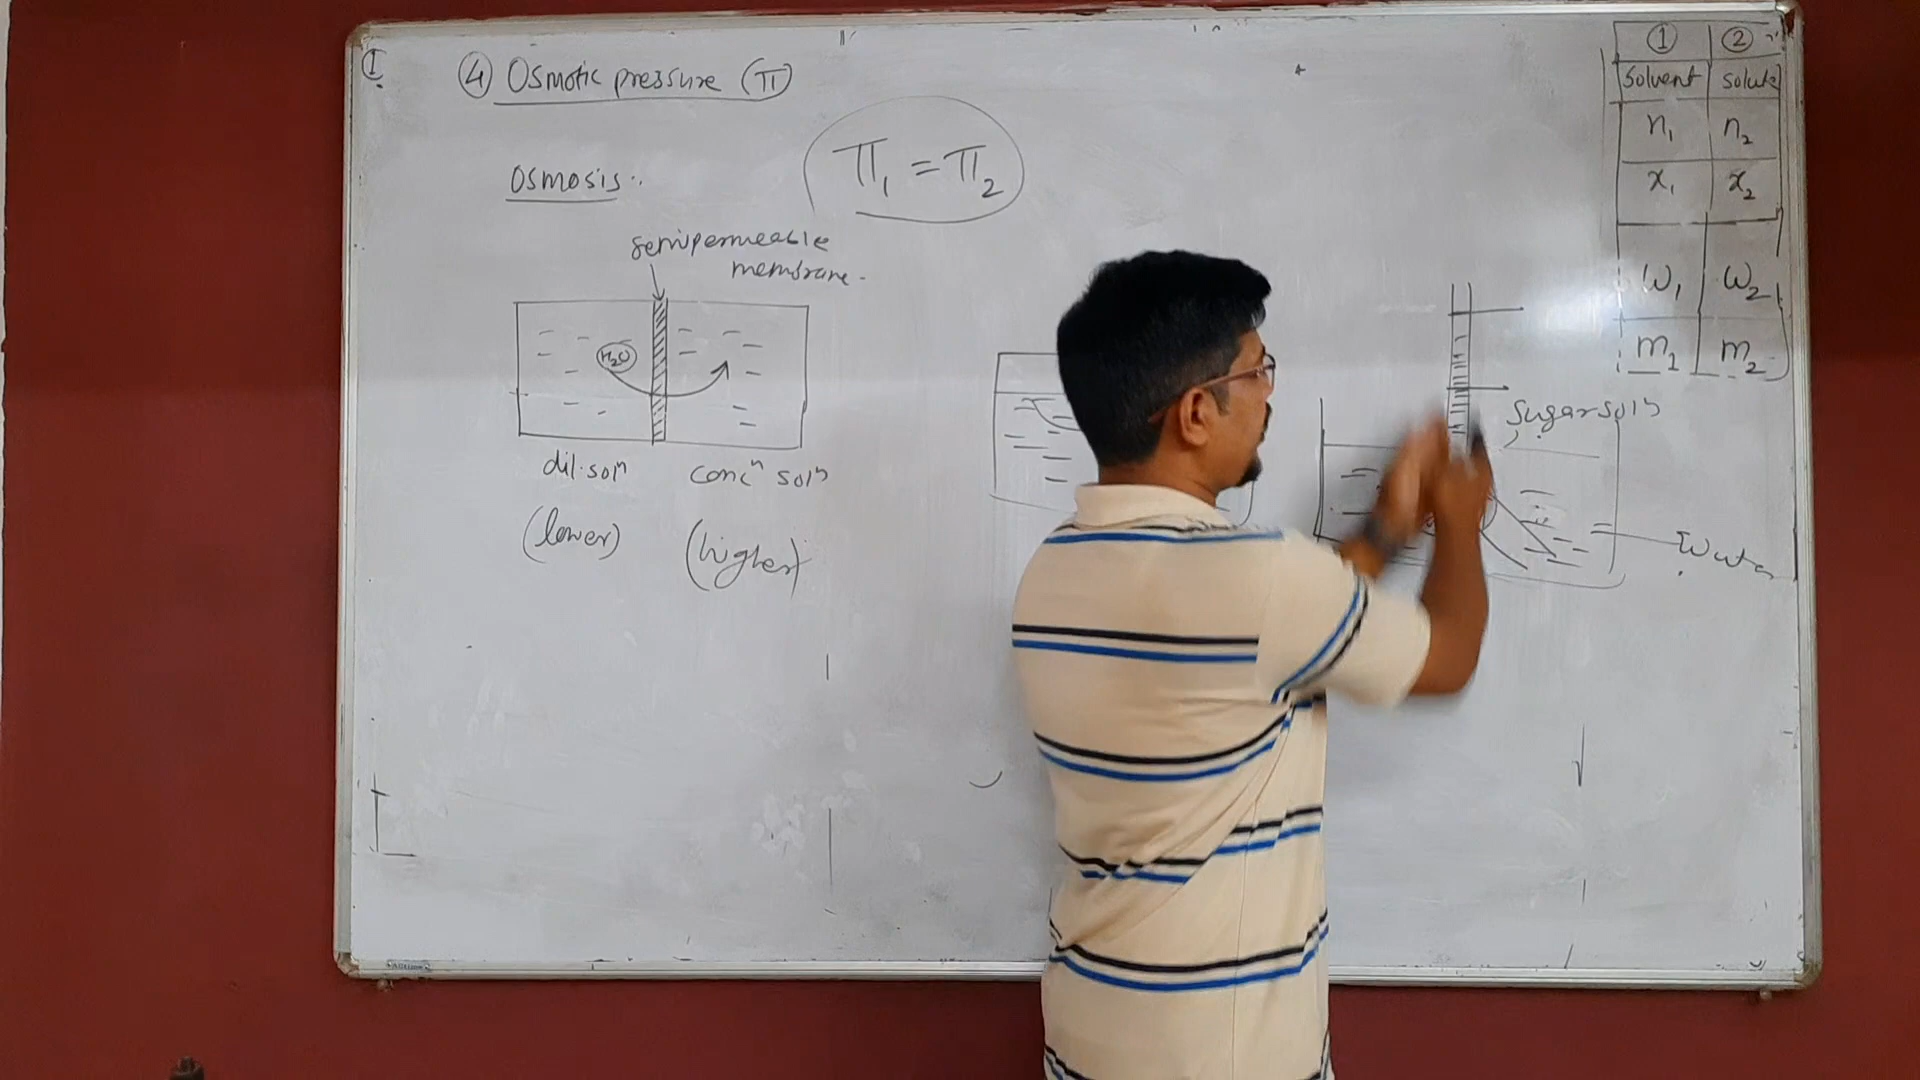 I
④ Osmotic pressure (π)
π₁ = π₂
Osmosis :
semipermeable
membrane
H₂O
dil. solⁿ
concⁿ solⁿ
(lower)
(higher)
Sugar solⁿ
① ②
Solvent solute
n₁ n₂
x₁ x₂
W₁ W₂
m₁ m₂